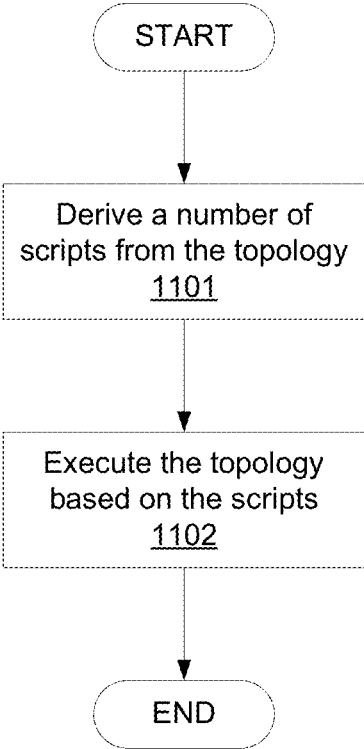 START
Derive a number of
scripts from the topology
1101
Execute the topology
based on the scripts
1102
END